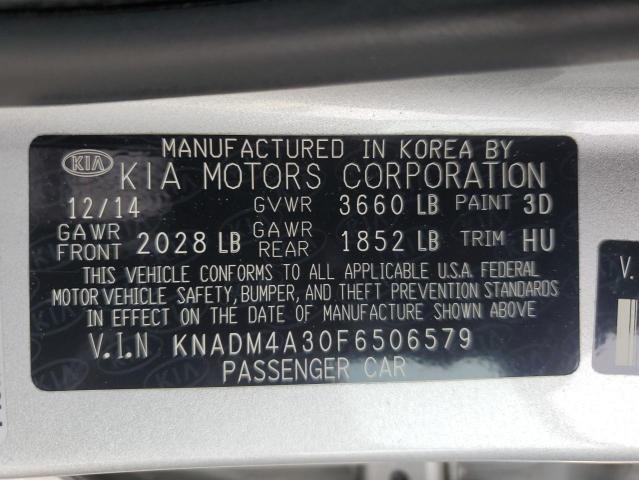 MANUFACTURED IN KOREA BY
KIA KIA MOTORS CORPORATION
12/14 GVWR 3660 LB PAINT 3D
GAWR FRONT 2028 LB GAWR REAR 1852 LB TRIM HU
THIS VEHICLE CONFORMS TO ALL APPLICABLE U.S.A. FEDERAL
MOTOR VEHICLE SAFETY, BUMPER, AND THEFT PREVENTION STANDARDS
IN EFFECT ON THE DATE OF MANUFACTURE SHOWN ABOVE.
V.I.N KNADM4A30F6506579
PASSENGER CAR
V.